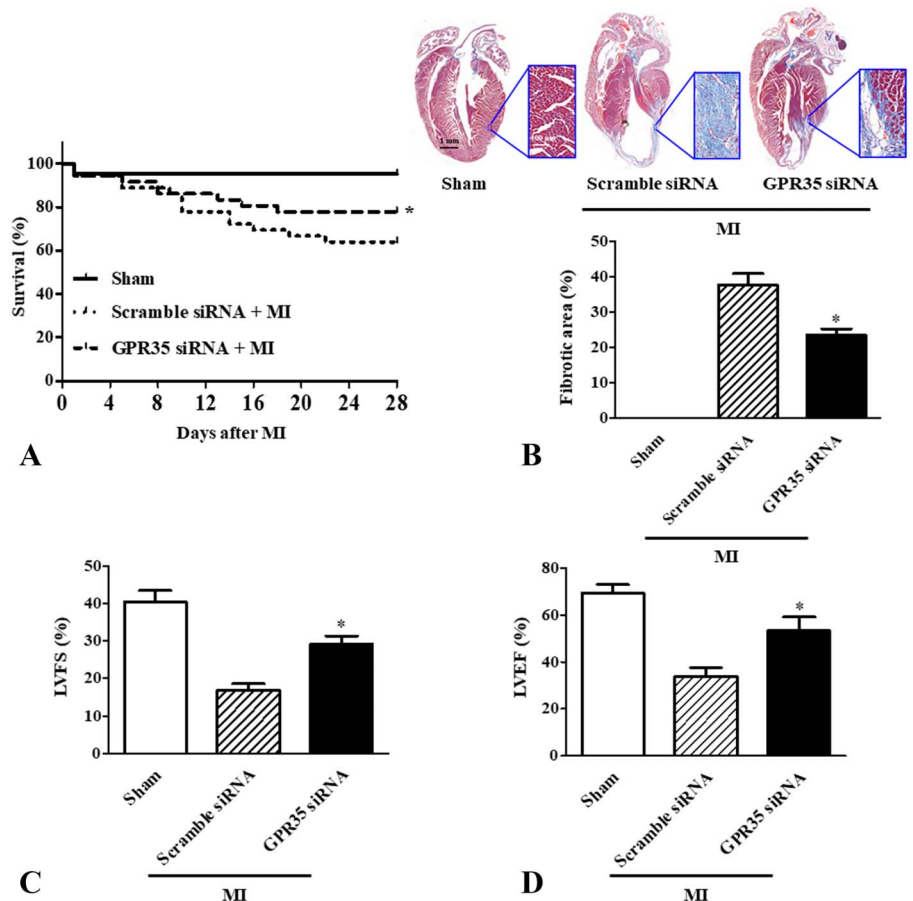 1 mm
100 μm
Sham
Scramble siRNA
GPR35 siRNA
MI
100
80
60
40
20
0
Survival (%)
Sham
Scramble siRNA + MI
GPR35 siRNA + MI
*
0 4 8 12 16 20 24 28
Days after MI
A
50
40
30
20
10
0
Fibrotic area (%)
*
Sham
Scramble siRNA
GPR35 siRNA
MI
B
50
40
30
20
10
0
LVFS (%)
*
Sham
Scramble siRNA
GPR35 siRNA
MI
C
80
60
40
20
0
LVEF (%)
*
Sham
Scramble siRNA
GPR35 siRNA
MI
D